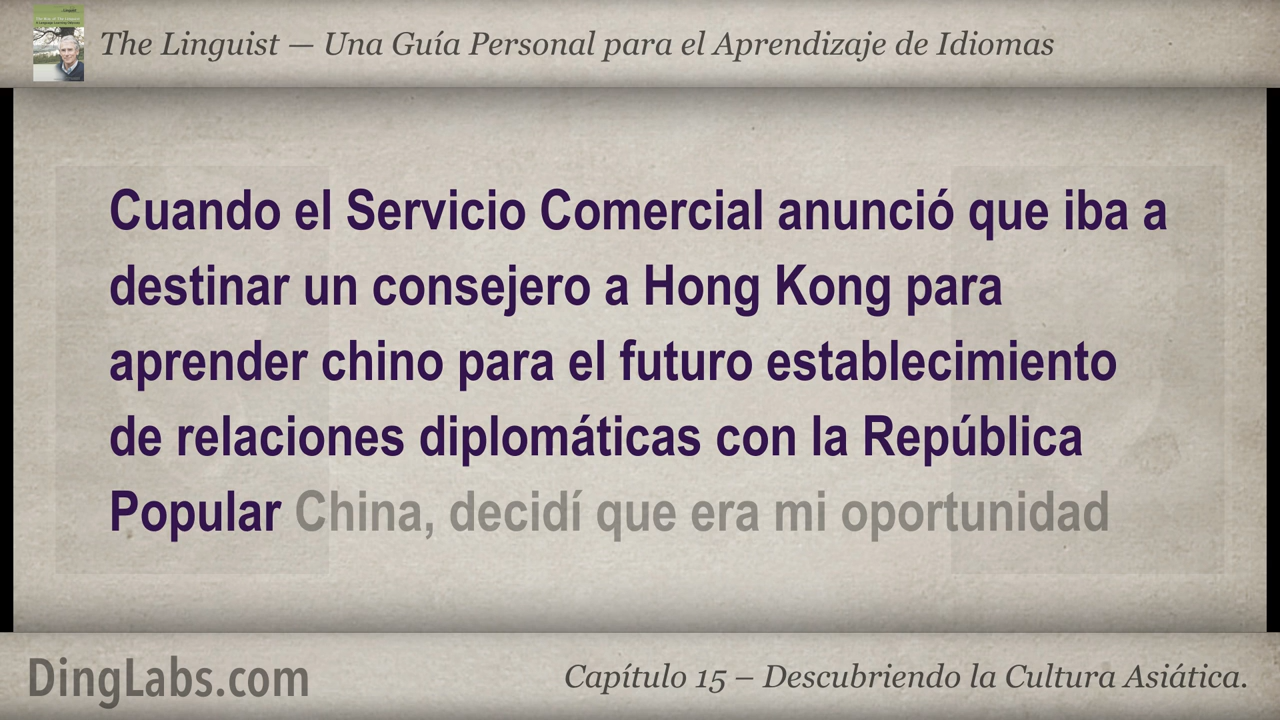 The Linguist — Una Guía Personal para el Aprendizaje de Idiomas
Cuando el Servicio Comercial anunció que iba a
destinar un consejero a Hong Kong para
aprender chino para el futuro establecimiento
de relaciones diplomáticas con la República
Popular China, decidí que era mi oportunidad
DingLabs.com
Capítulo 15 – Descubriendo la Cultura Asiática.